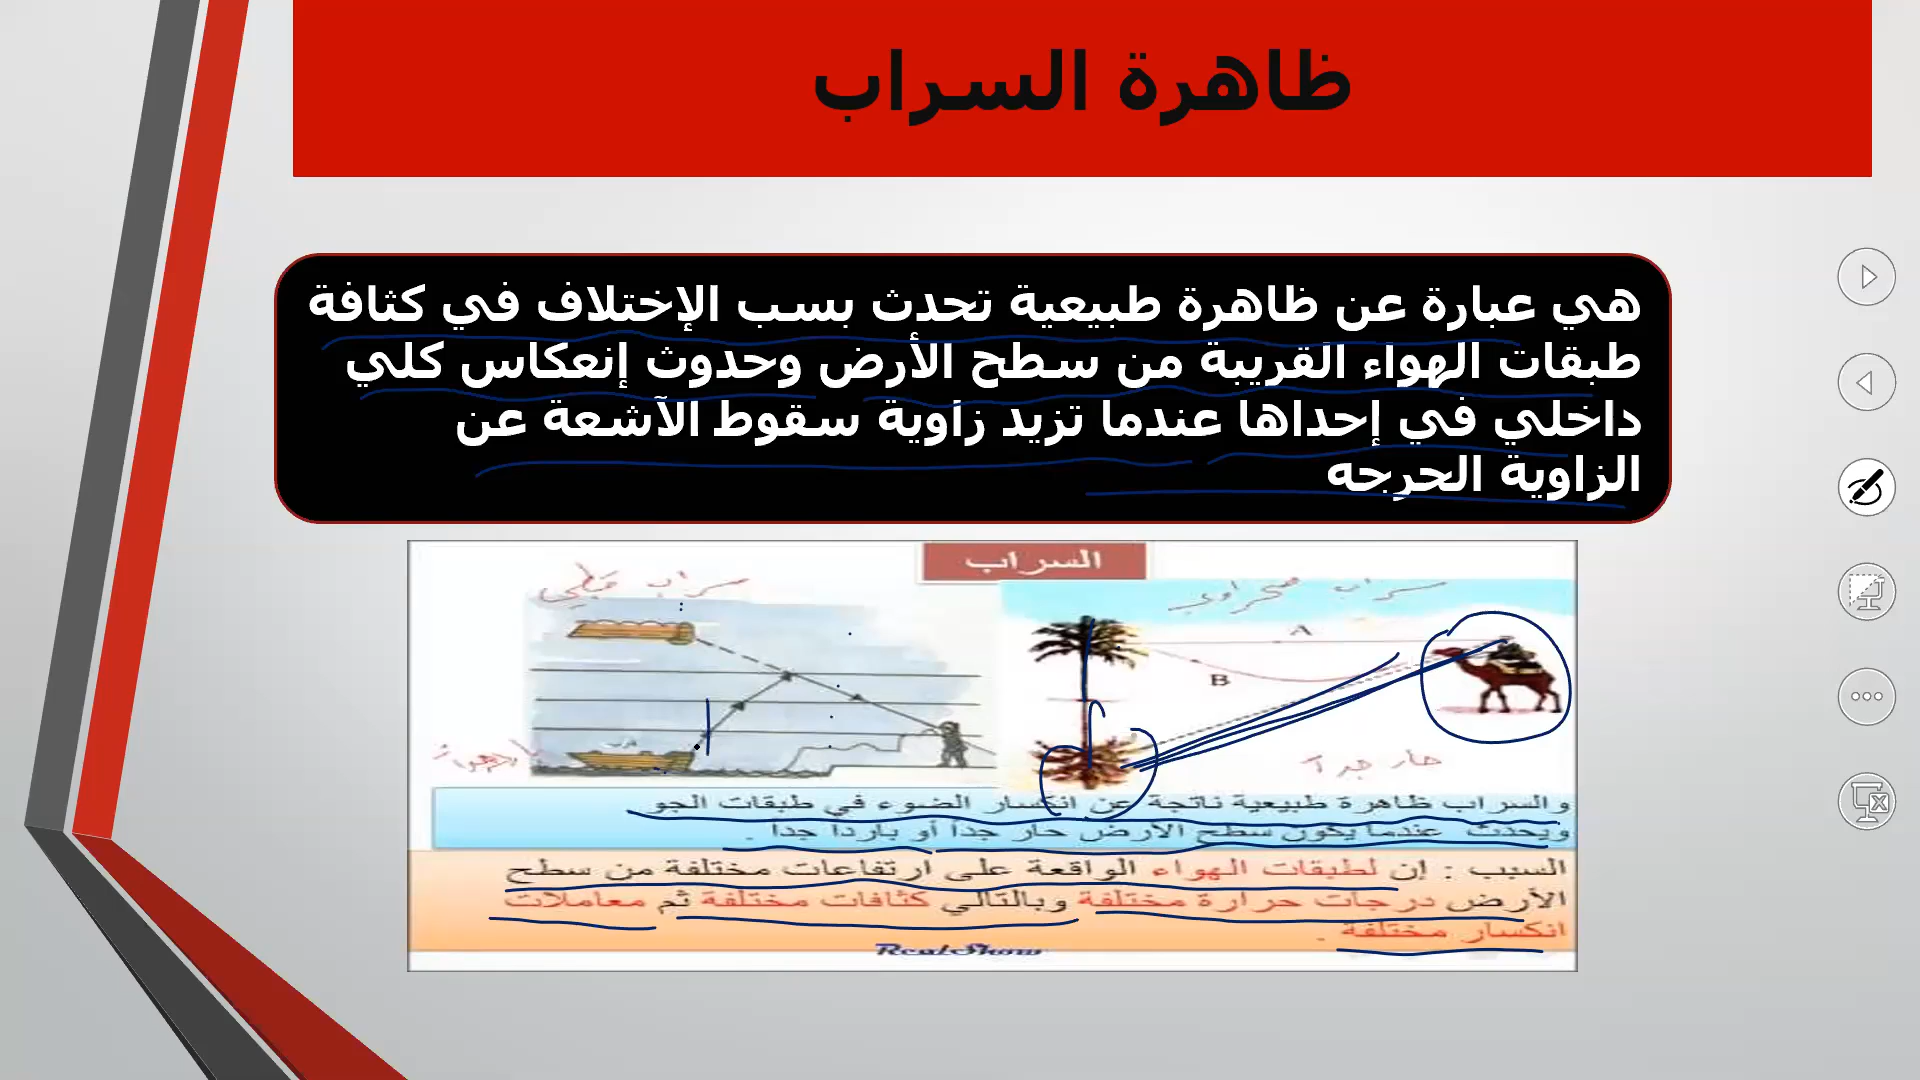 ظاهرة السراب
هي عبارة عن ظاهرة طبيعية تحدث بسب الإختلاف في كثافة
طبقات الهواء القريبة من سطح الأرض وحدوث إنعكاس كلي
داخلي في إحداها عندما تزيد زاوية سقوط الآشعة عن
الزاوية الحرجه
السراب
سراب صحراوي
سراب قطبي
A
B
حار جداً
والسراب ظاهرة طبيعية ناتجة عن انكسار الضوء في طبقات الجو
ويحدث عندما يكون سطح الأرض حار جداً أو بارداً جداً .
السبب : إن لطبقات الهواء الواقعة على ارتفاعات مختلفة من سطح
الأرض درجات حرارة مختلفة وبالتالي كثافات مختلفة ثم معاملات
انكسار مختلفة .
RealShow